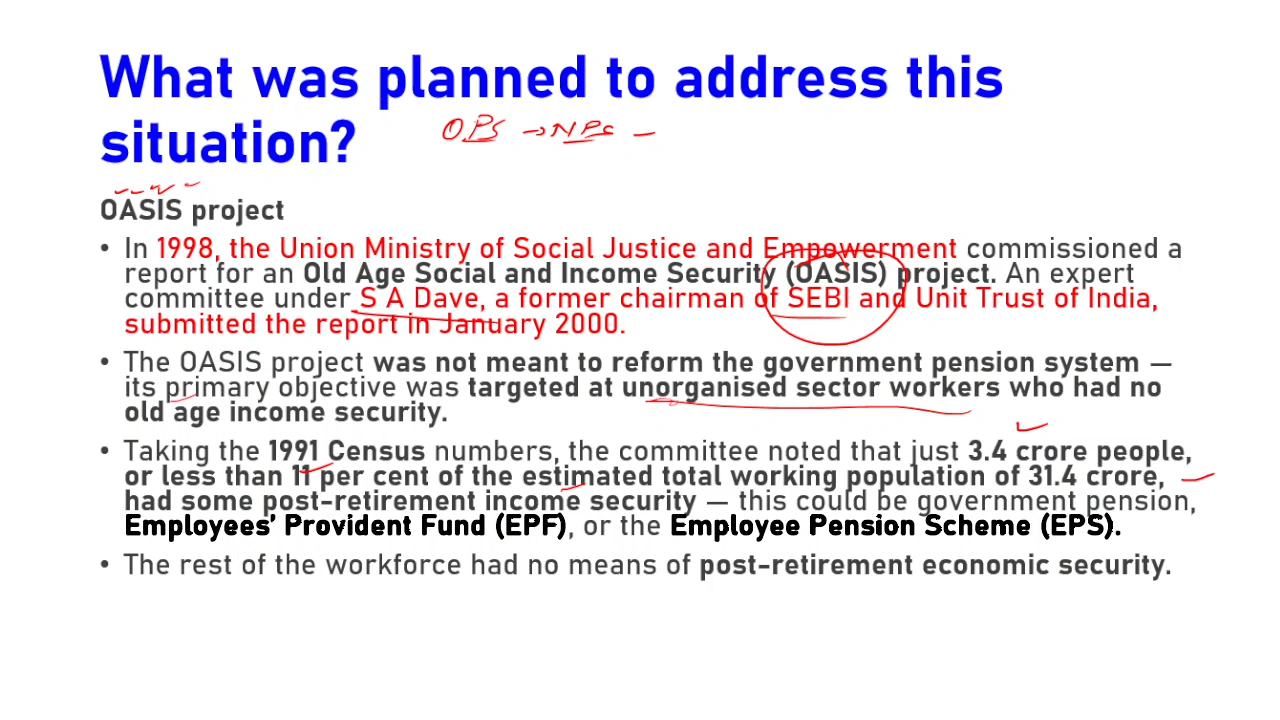 What was planned to address this
situation?
OPS → NPS –
OASIS project
• In 1998, the Union Ministry of Social Justice and Empowerment commissioned a
report for an Old Age Social and Income Security (OASIS) project. An expert
committee under S A Dave, a former chairman of SEBI and Unit Trust of India,
submitted the report in January 2000.
• The OASIS project was not meant to reform the government pension system —
its primary objective was targeted at unorganised sector workers who had no
old age income security.
• Taking the 1991 Census numbers, the committee noted that just 3.4 crore people,
or less than 11 per cent of the estimated total working population of 31.4 crore,
had some post-retirement income security — this could be government pension,
Employees’ Provident Fund (EPF), or the Employee Pension Scheme (EPS).
• The rest of the workforce had no means of post-retirement economic security.